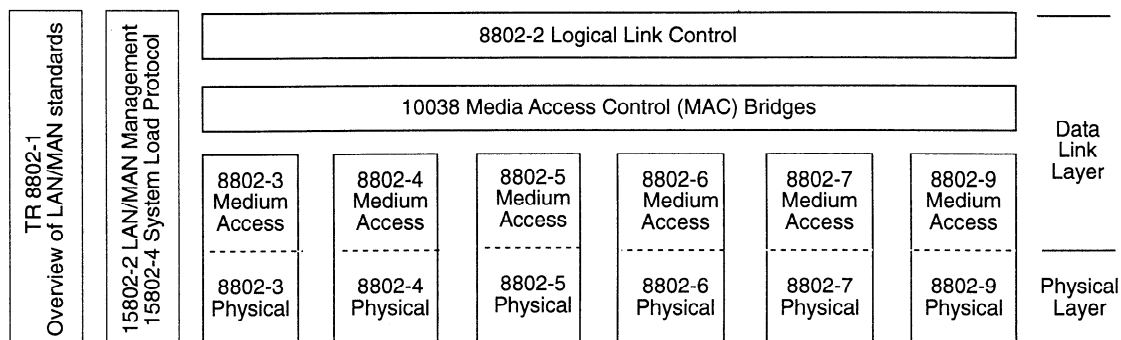 TR 8802-1
Overview of LAN/MAN standards
15802-2 LAN/MAN Management
15802-4 System Load Protocol
8802-2 Logical Link Control
10038 Media Access Control (MAC) Bridges
8802-3
Medium
Access
8802-4
Medium
Access
8802-5
Medium
Access
8802-6
Medium
Access
8802-7
Medium
Access
8802-9
Medium
Access
Data
Link
Layer
8802-3
Physical
8802-4
Physical
8802-5
Physical
8802-6
Physical
8802-7
Physical
8802-9
Physical
Physical
Layer